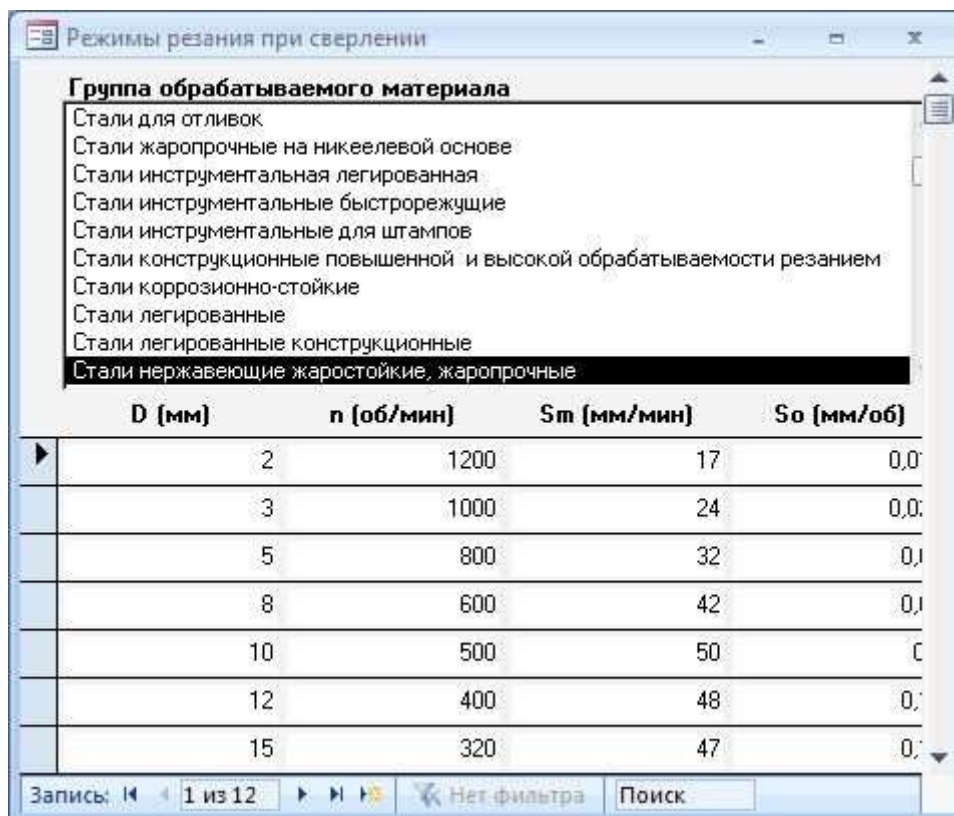 Режимы резания при сверлении
Группа обрабатываемого материала
Стали для отливок
Стали жаропрочные на никеелевой основе
Стали инструментальная легированная
Стали инструментальные быстрорежущие
Стали инструментальные для штампов
Стали конструкционные повышенной и высокой обрабатываемости резанием
Стали коррозионно-стойкие
Стали легированные
Стали легированные конструкционные
Стали нержавеющие жаростойкие, жаропрочные
D (мм) n (об/мин) Sm (мм/мин) So (мм/об)
2 1200 17
3 1000 24
5 800 32
8 600 42
10 500 50
12 400 48
15 320 47
Запись: 1 из 12 Нет фильтра Поиск